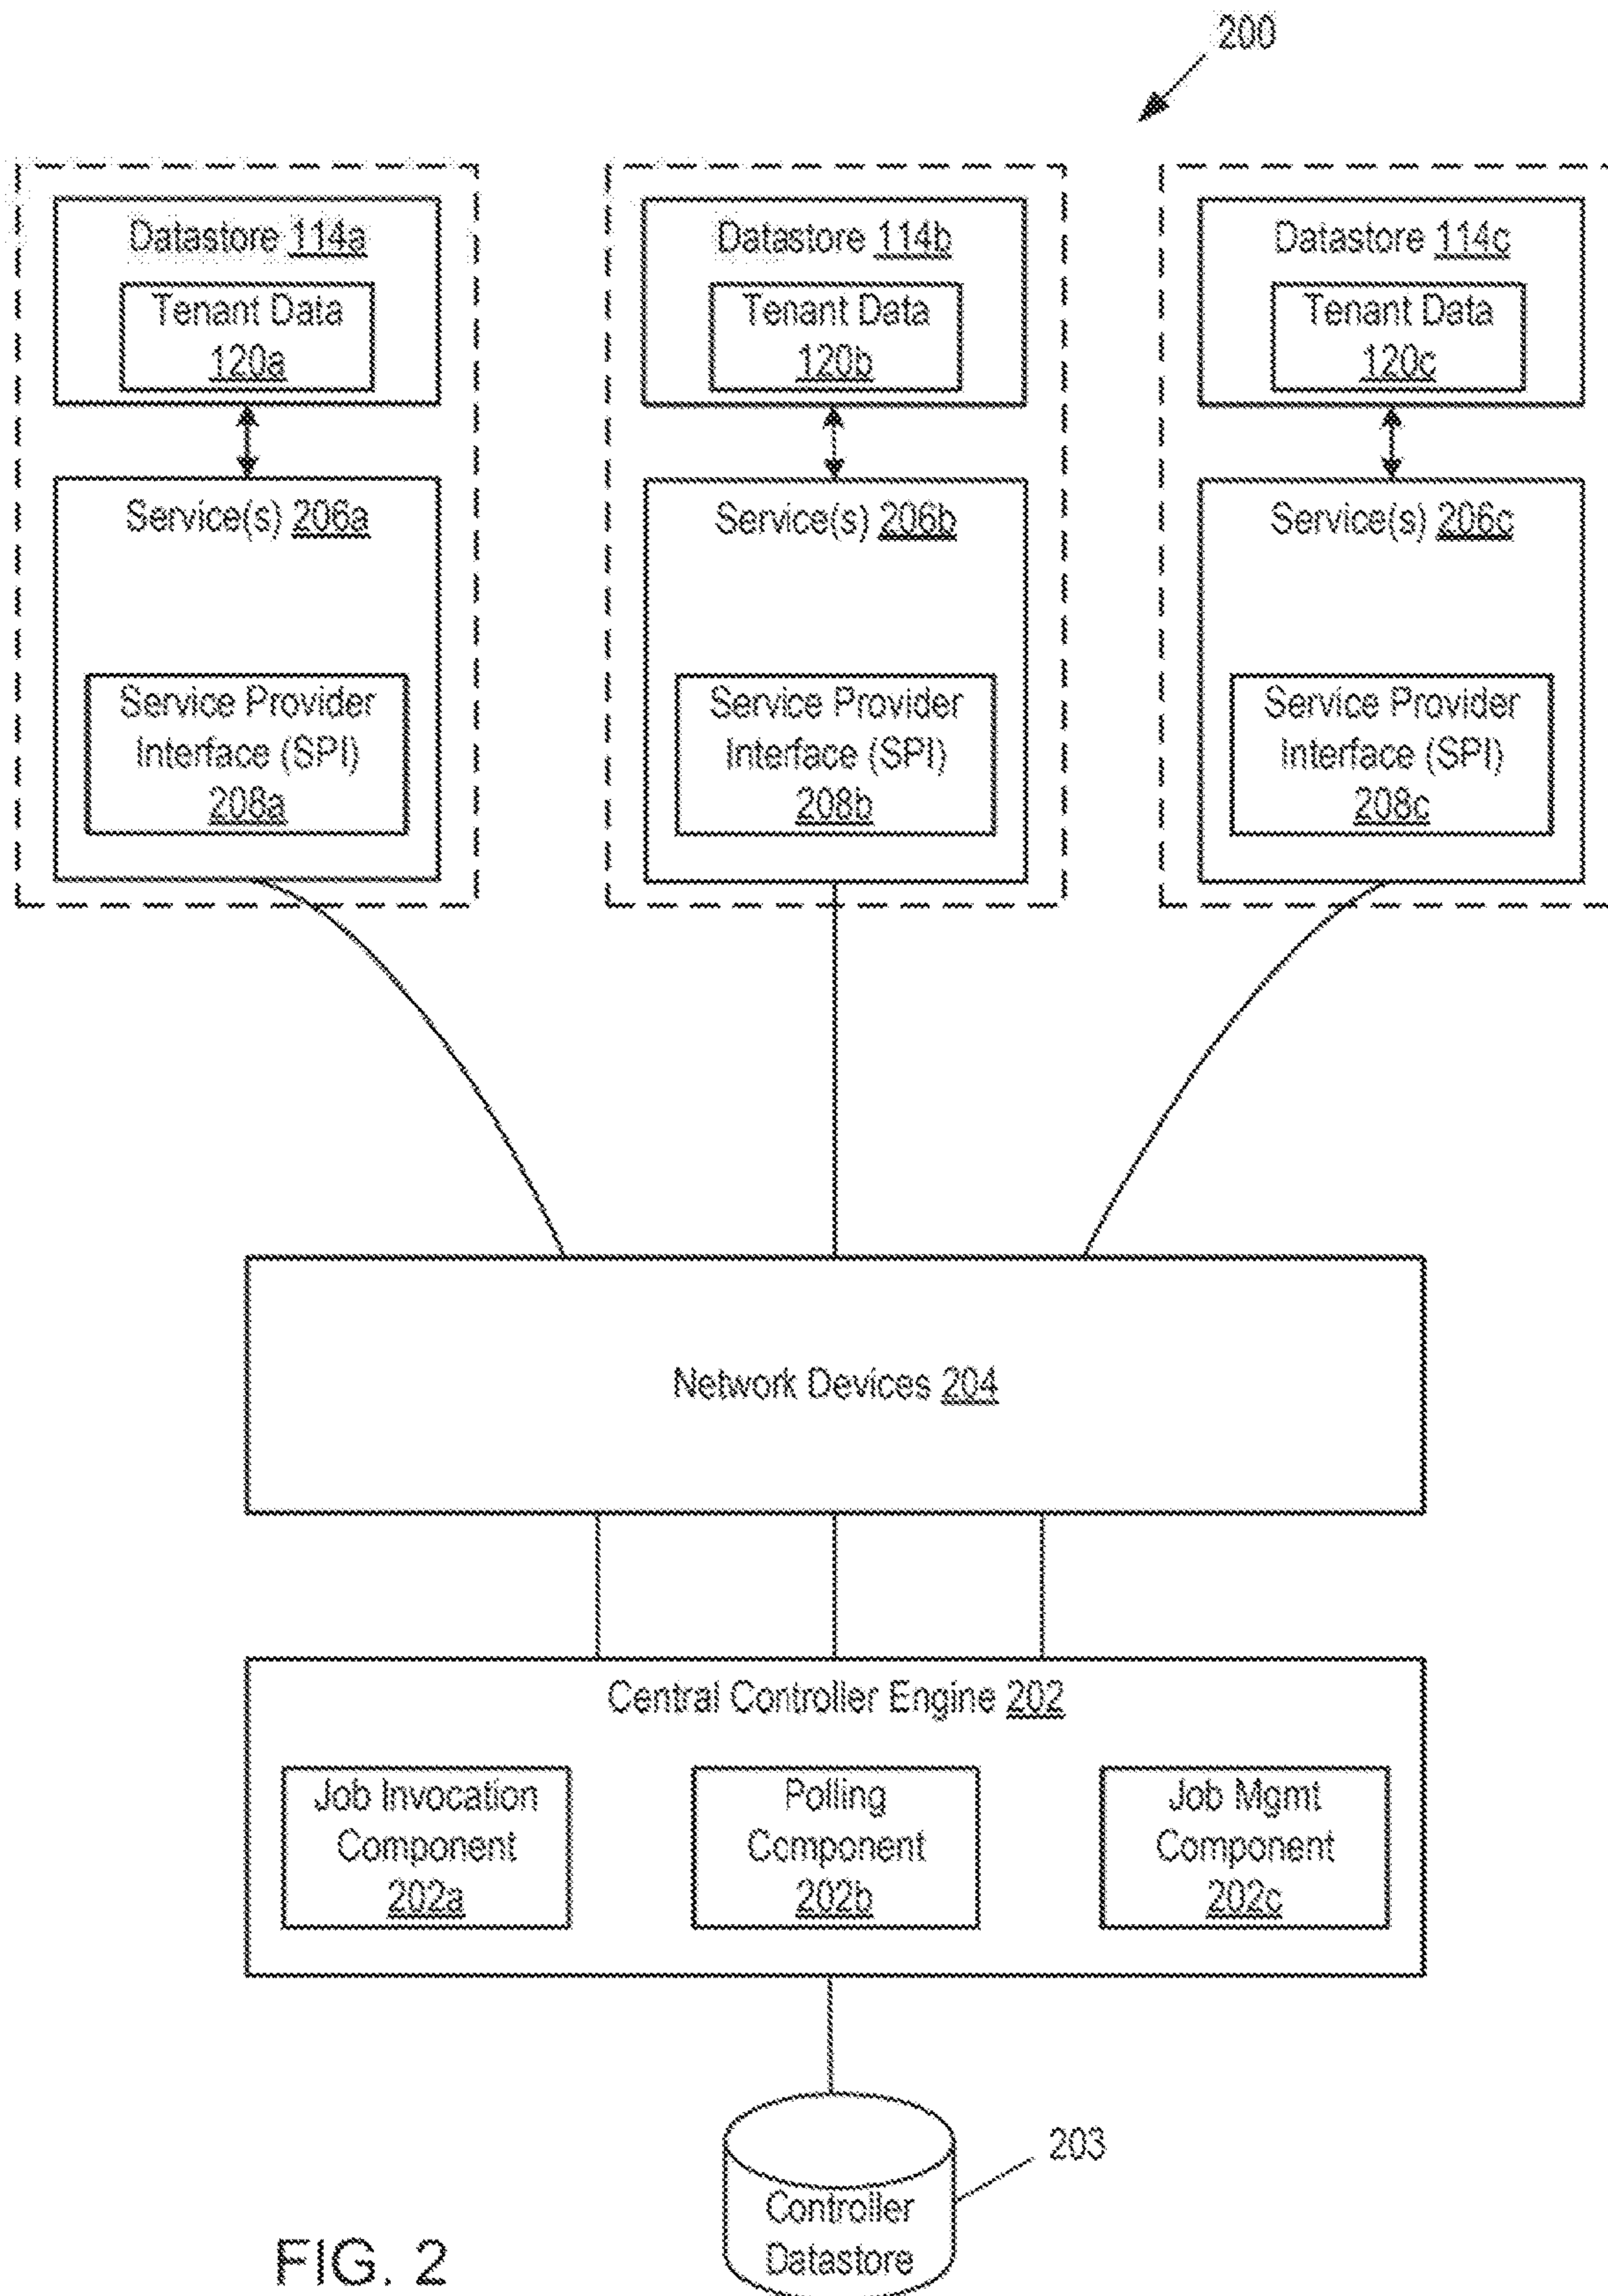 200
Datastore 114a
Tenant Data
120a
Service(s) 206a
Service Provider
Interface (SPI)
208a
Datastore 114b
Tenant Data
120b
Service(s) 206b
Service Provider
Interface (SPI)
208b
Datastore 114c
Tenant Data
120c
Service(s) 206c
Service Provider
Interface (SPI)
208c
Network Devices 204
Central Controller Engine 202
Job Invocation
Component
202a
Polling
Component
202b
Job Mgmt
Component
202c
203
Controller
Datastore
FIG. 2